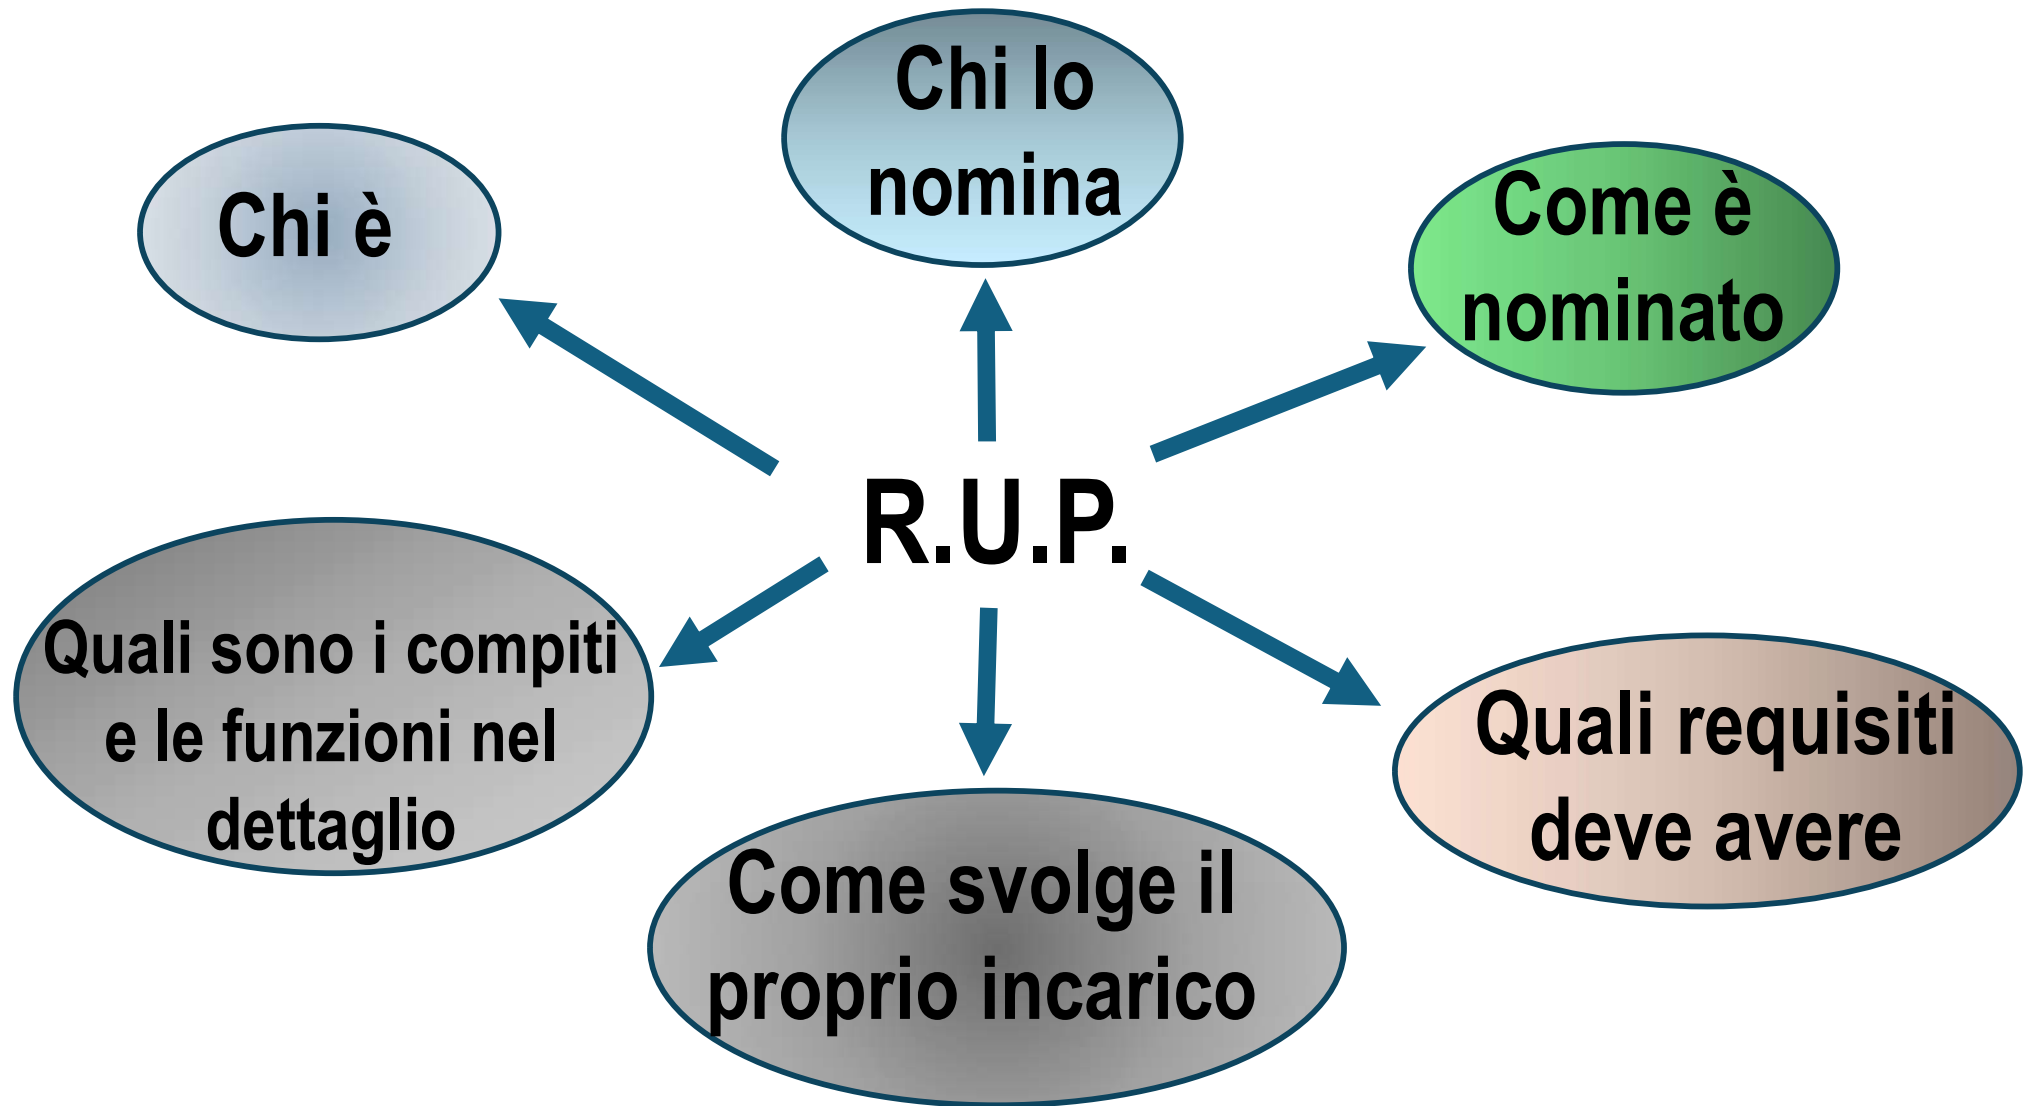 Chi lo
nomina
Chi è
Come è
nominato
R.U.P.
Quali sono i compiti
e le funzioni nel
dettaglio
Quali requisiti
deve avere
Come svolge il
proprio incarico